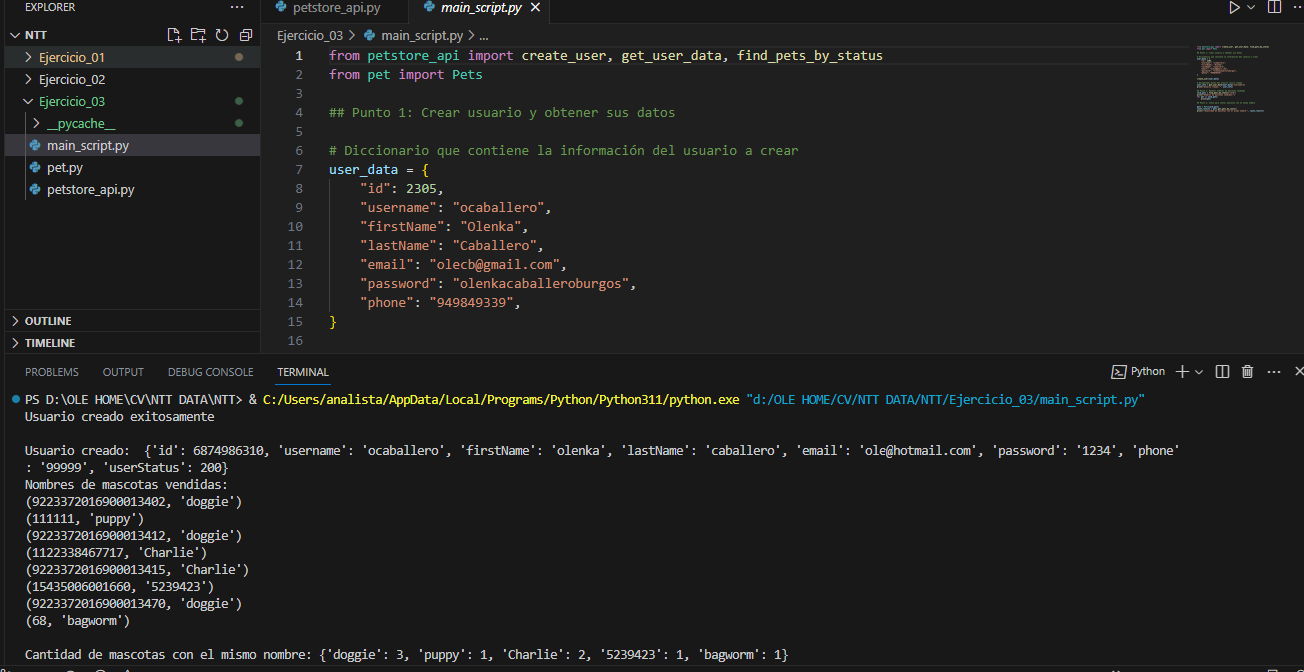 EXPLORER
petstore_api.py
main_script.py
NTT
Ejercicio_01
Ejercicio_02
Ejercicio_03
__pycache__
main_script.py
pet.py
petstore_api.py
OUTLINE
TIMELINE
Ejercicio_03 > main_script.py > ...
1 from petstore_api import create_user, get_user_data, find_pets_by_status
2 from pet import Pets
3
4 ## Punto 1: Crear usuario y obtener sus datos
5
6 # Diccionario que contiene la información del usuario a crear
7 user_data = {
8 "id": 2305,
9 "username": "ocaballero",
10 "firstName": "Olenka",
11 "lastName": "Caballero",
12 "email": "olecb@gmail.com",
13 "password": "olenkacaballeroburgos",
14 "phone": "949849339",
15 }
16
PROBLEMS OUTPUT DEBUG CONSOLE TERMINAL
Python
PS D:\OLE HOME\CV\NTT DATA\NTT> & C:/Users/analista/AppData/Local/Programs/Python/Python311/python.exe "d:/OLE HOME/CV/NTT DATA/NTT/Ejercicio_03/main_script.py"
Usuario creado exitosamente
Usuario creado:  {'id': 6874986310, 'username': 'ocaballero', 'firstName': 'olenka', 'lastName': 'caballero', 'email': 'ole@hotmail.com', 'password': '1234', 'phone'
: '99999', 'userStatus': 200}
Nombres de mascotas vendidas:
(9223372016900013402, 'doggie')
(111111, 'puppy')
(9223372016900013412, 'doggie')
(1122338467717, 'Charlie')
(9223372016900013415, 'Charlie')
(15435006001660, '5239423')
(9223372016900013470, 'doggie')
(68, 'bagworm')
Cantidad de mascotas con el mismo nombre: {'doggie': 3, 'puppy': 1, 'Charlie': 2, '5239423': 1, 'bagworm': 1}